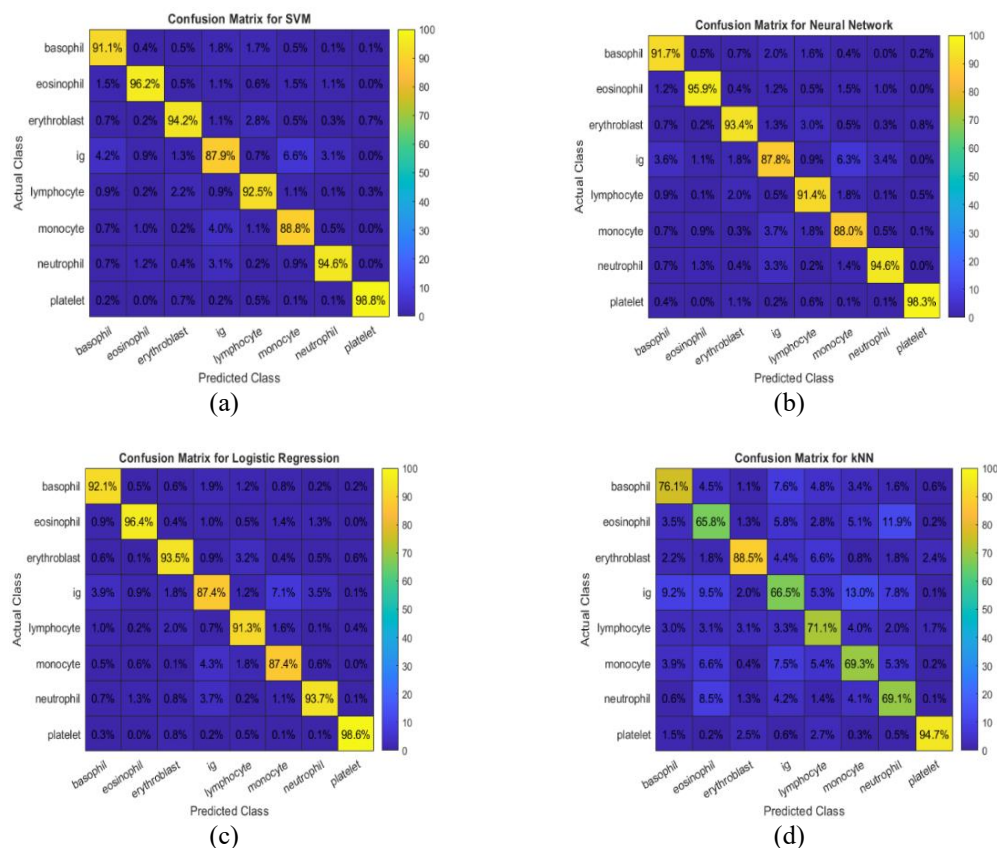 Confusion Matrix for SVM
Actual Class
basophil 91.1% 0.4% 0.5% 1.8% 1.7% 0.5% 0.1% 0.1%
eosinophil 1.5% 96.2% 0.5% 1.1% 0.6% 1.5% 1.1% 0.0%
erythroblast 0.7% 0.2% 94.2% 1.1% 2.8% 0.5% 0.3% 0.7%
ig 4.2% 0.9% 1.3% 87.9% 0.7% 6.6% 3.1% 0.0%
lymphocyte 0.9% 0.2% 2.2% 0.9% 92.5% 1.1% 0.1% 0.3%
monocyte 0.7% 1.0% 0.2% 4.0% 1.1% 88.8% 0.5% 0.0%
neutrophil 0.7% 1.2% 0.4% 3.1% 0.2% 0.9% 94.6% 0.0%
platelet 0.2% 0.0% 0.7% 0.2% 0.5% 0.1% 0.1% 98.8%
basophil eosinophil erythroblast ig lymphocyte monocyte neutrophil platelet
Predicted Class
100
90
80
70
60
50
40
30
20
10
0
(a)
Confusion Matrix for Neural Network
Actual Class
basophil 91.7% 0.5% 0.7% 2.0% 1.6% 0.4% 0.0% 0.2%
eosinophil 1.2% 95.9% 0.4% 1.2% 0.5% 1.5% 1.0% 0.0%
erythroblast 0.7% 0.2% 93.4% 1.3% 3.0% 0.5% 0.3% 0.8%
ig 3.6% 1.1% 1.8% 87.8% 0.9% 6.3% 3.4% 0.0%
lymphocyte 0.9% 0.1% 2.0% 0.5% 91.4% 1.8% 0.1% 0.5%
monocyte 0.7% 0.9% 0.3% 3.7% 1.8% 88.0% 0.5% 0.1%
neutrophil 0.7% 1.3% 0.4% 3.3% 0.2% 1.4% 94.6% 0.0%
platelet 0.4% 0.0% 1.1% 0.2% 0.6% 0.1% 0.1% 98.3%
basophil eosinophil erythroblast ig lymphocyte monocyte neutrophil platelet
Predicted Class
100
90
80
70
60
50
40
30
20
10
0
(b)
Confusion Matrix for Logistic Regression
Actual Class
basophil 92.1% 0.5% 0.6% 1.9% 1.2% 0.8% 0.2% 0.2%
eosinophil 0.9% 96.4% 0.4% 1.0% 0.5% 1.4% 1.3% 0.0%
erythroblast 0.6% 0.1% 93.5% 0.9% 3.2% 0.4% 0.5% 0.6%
ig 3.9% 0.9% 1.8% 87.4% 1.2% 7.1% 3.5% 0.1%
lymphocyte 1.0% 0.2% 2.0% 0.7% 91.3% 1.6% 0.1% 0.4%
monocyte 0.5% 0.6% 0.1% 4.3% 1.8% 87.4% 0.6% 0.0%
neutrophil 0.7% 1.3% 0.8% 3.7% 0.2% 1.1% 93.7% 0.1%
platelet 0.3% 0.0% 0.8% 0.2% 0.5% 0.1% 0.1% 98.6%
basophil eosinophil erythroblast ig lymphocyte monocyte neutrophil platelet
Predicted Class
100
90
80
70
60
50
40
30
20
10
0
(c)
Confusion Matrix for kNN
Actual Class
basophil 76.1% 4.5% 1.1% 7.6% 4.8% 3.4% 1.6% 0.6%
eosinophil 3.5% 65.8% 1.3% 5.8% 2.8% 5.1% 11.9% 0.2%
erythroblast 2.2% 1.8% 88.5% 4.4% 6.6% 0.8% 1.8% 2.4%
ig 9.2% 9.5% 2.0% 66.5% 5.3% 13.0% 7.8% 0.1%
lymphocyte 3.0% 3.1% 3.1% 3.3% 71.1% 4.0% 2.0% 1.7%
monocyte 3.9% 6.6% 0.4% 7.5% 5.4% 69.3% 5.3% 0.2%
neutrophil 0.6% 8.5% 1.3% 4.2% 1.4% 4.1% 69.1% 0.1%
platelet 1.5% 0.2% 2.5% 0.6% 2.7% 0.3% 0.5% 94.7%
basophil eosinophil erythroblast ig lymphocyte monocyte neutrophil platelet
Predicted Class
100
90
80
70
60
50
40
30
20
10
0
(d)